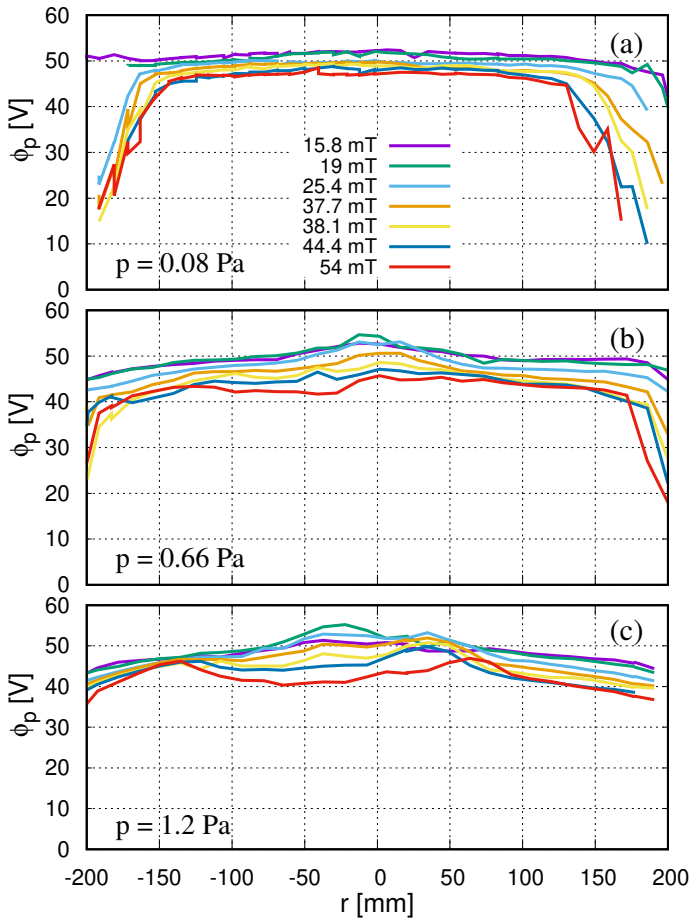 60
(a)
50
40
30
20
10
0
ϕp [V]
15.8 mT
19 mT
25.4 mT
37.7 mT
38.1 mT
44.4 mT
54 mT
p = 0.08 Pa
60
(b)
50
40
30
20
10
0
ϕp [V]
p = 0.66 Pa
60
(c)
50
40
30
20
10
0
ϕp [V]
p = 1.2 Pa
-200 -150 -100 -50 0 50 100 150 200
r [mm]